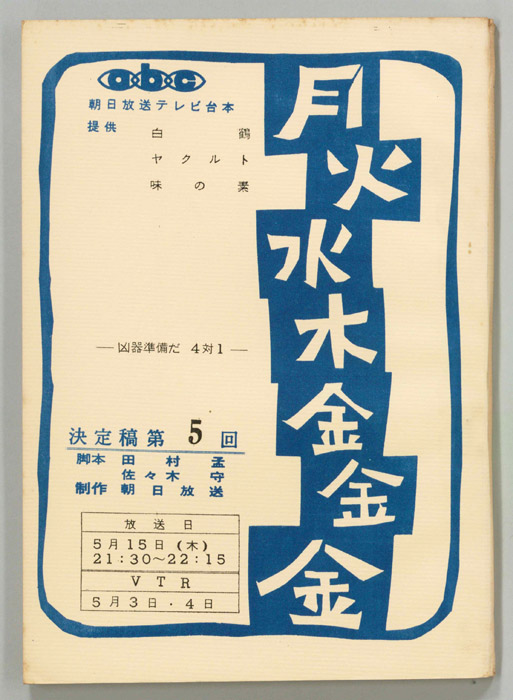 abc
朝日放送テレビ台本
提供
白鶴
ヤクルト
味の素
月火水木金金金
―凶器準備だ 4対1―
決定稿第 5 回
脚本 田村孟
佐々木守
制作 朝日放送
放送日
5月15日(木)
21:30〜22:15
VTR
5月3日・4日